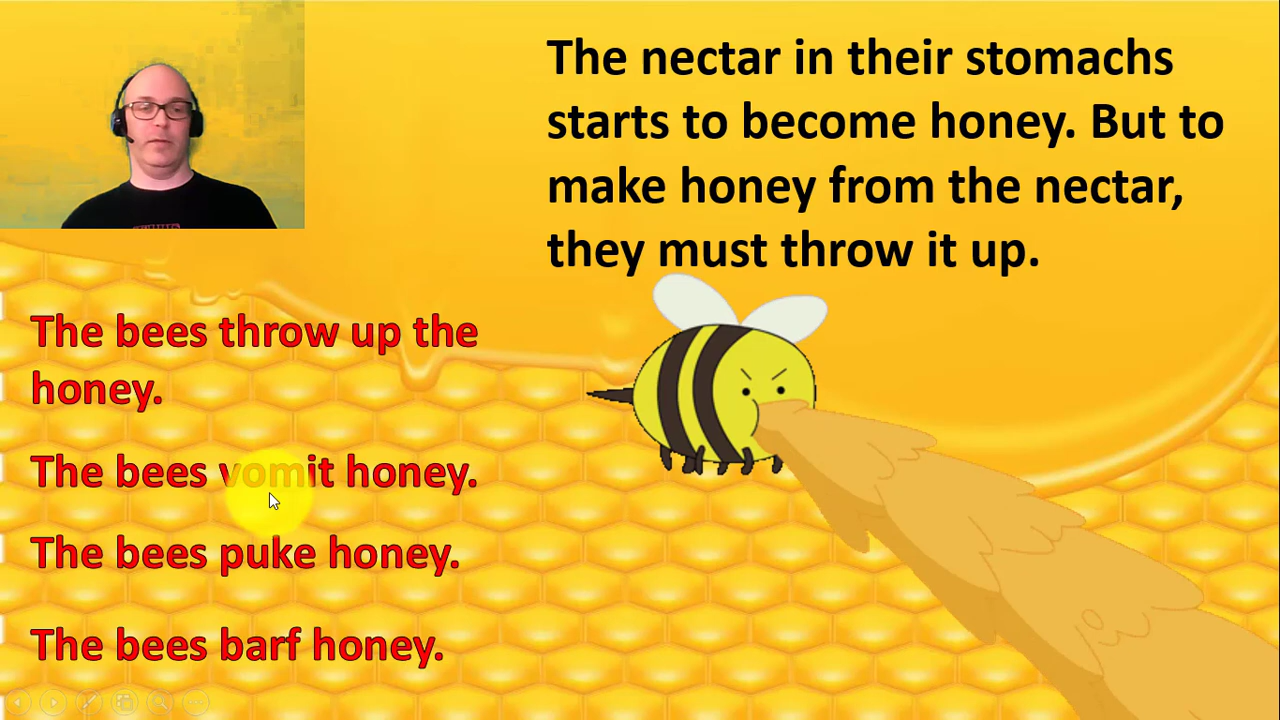 The nectar in their stomachs
starts to become honey. But to
make honey from the nectar,
they must throw it up.
The bees throw up the
honey.
The bees vomit honey.
The bees puke honey.
The bees barf honey.